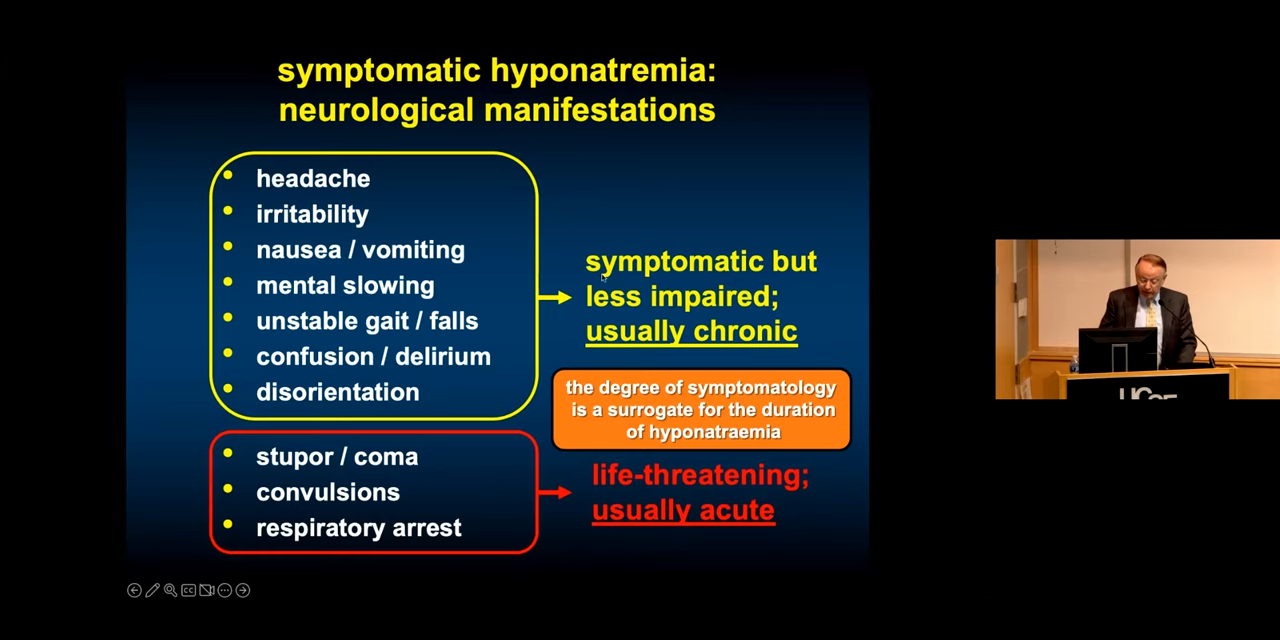 symptomatic hyponatremia:
neurological manifestations
• headache
• irritability
• nausea / vomiting
• mental slowing
• unstable gait / falls
• confusion / delirium
• disorientation
symptomatic but
less impaired;
usually chronic
the degree of symptomatology
is a surrogate for the duration
of hyponatraemia
• stupor / coma
• convulsions
• respiratory arrest
life-threatening;
usually acute
CC